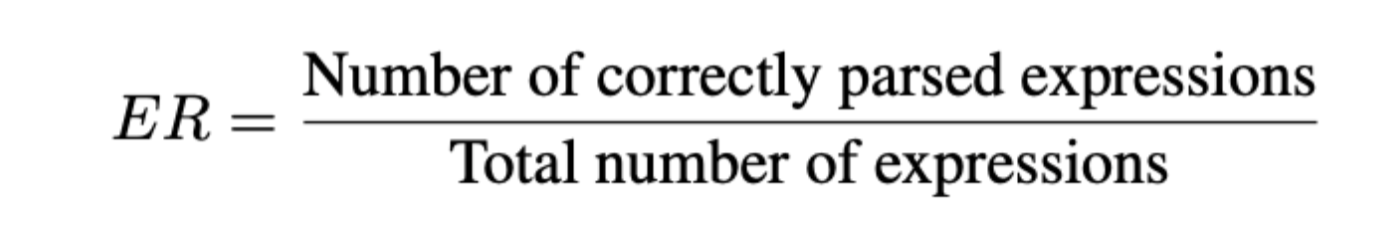 ER = Number of correctly parsed expressions
Total number of expressions